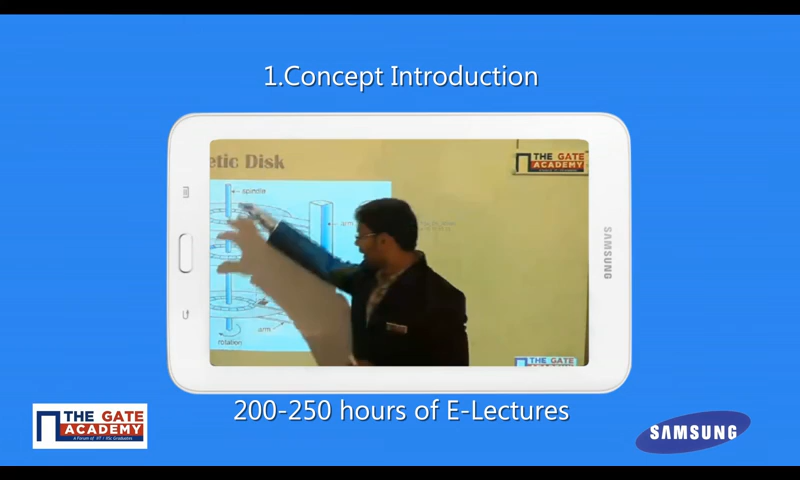 1.Concept Introduction
etic Disk
THE GATE
ACADEMY
spindle
arm
rotation
SAMSUNG
THE GATE
200-250 hours of E-Lectures
THE GATE
ACADEMY
A Forum of IIT / IISc Graduates
SAMSUNG